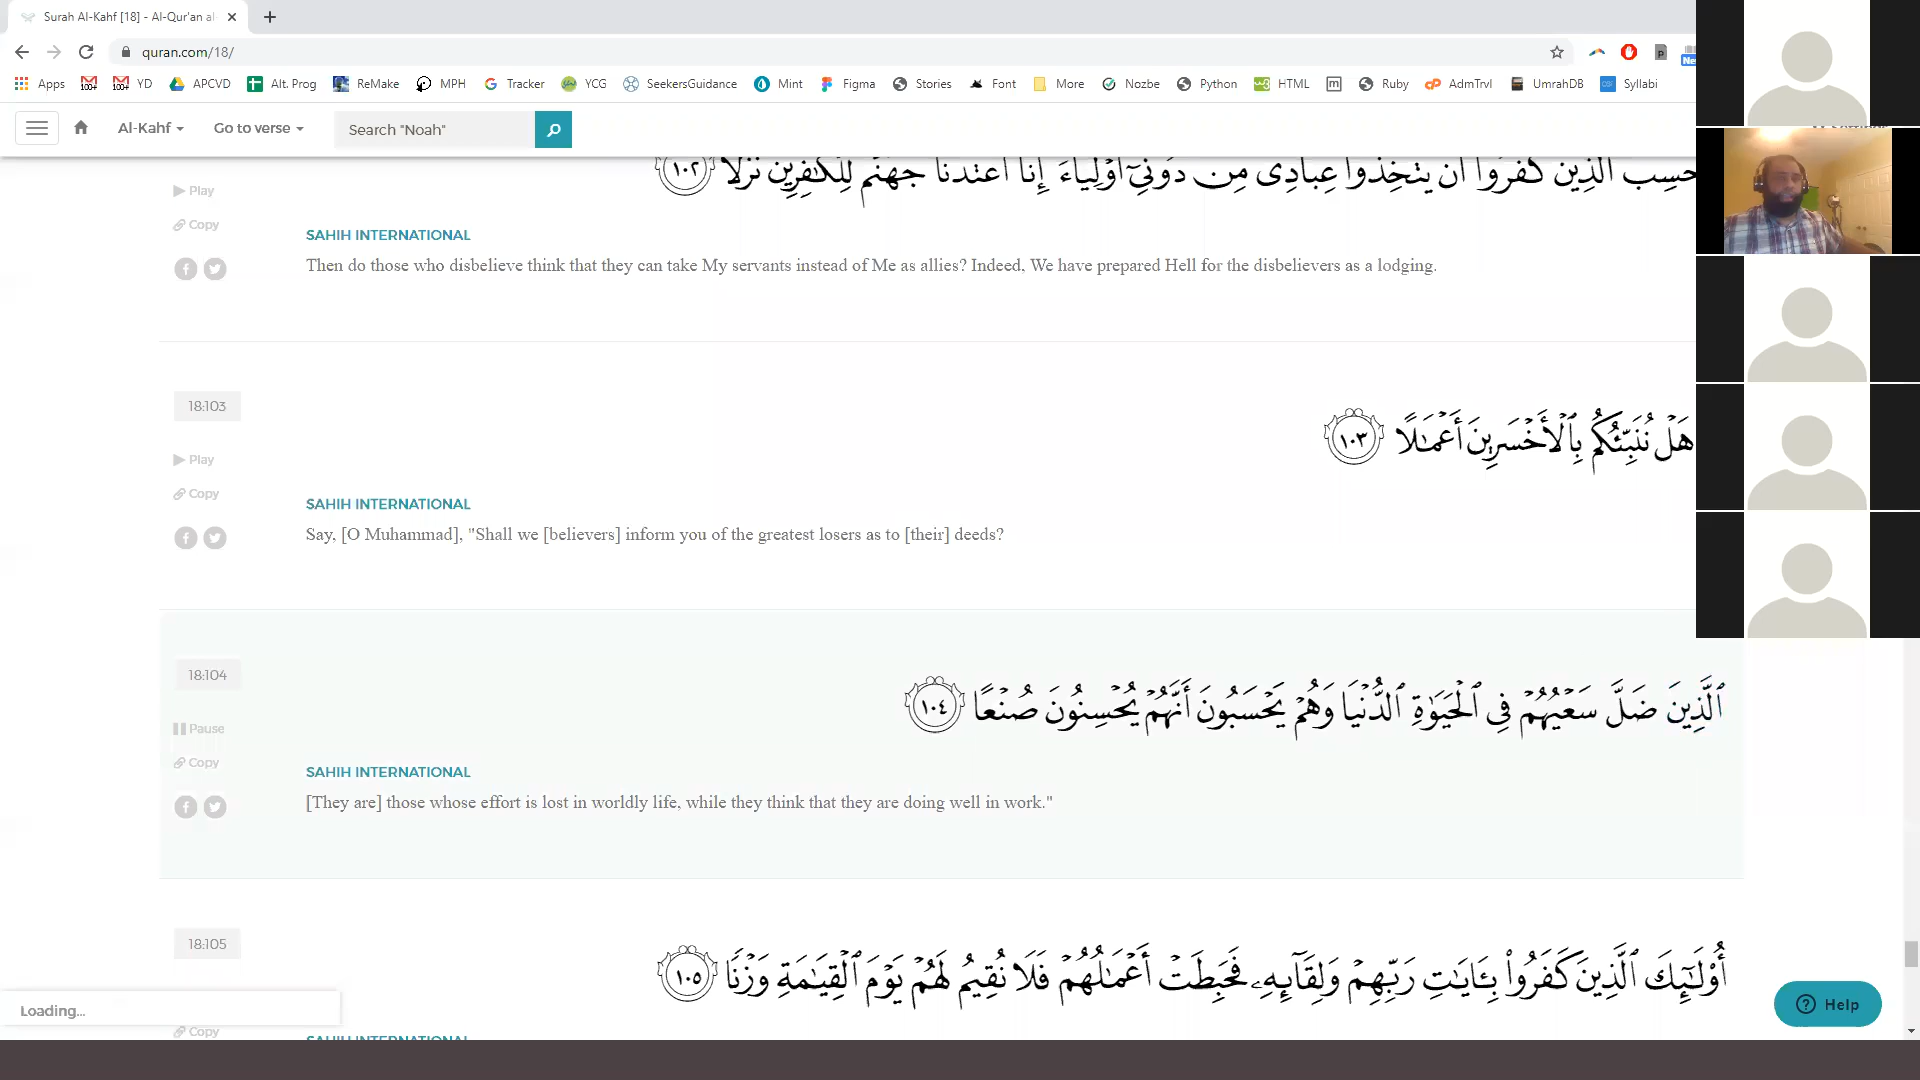 Surah Al-Kahf [18] - Al-Qur'an al-
quran.com/18/
Apps YD APCVD Alt. Prog ReMake MPH Tracker YCG SeekersGuidance Mint Figma Stories Font More Nozbe Python HTML Ruby AdmTrvl UmrahDB Syllabi
Al-Kahf Go to verse Search "Noah"
حَسِبَ ٱلَّذِينَ كَفَرُوٓا۟ أَن يَتَّخِذُوا۟ عِبَادِى مِن دُونِىٓ أَوْلِيَآءَ إِنَّآ أَعْتَدْنَا جَهَنَّمَ لِلْكَـٰفِرِينَ نُزُلًا ١٠٢
Play
Copy
SAHIH INTERNATIONAL
Then do those who disbelieve think that they can take My servants instead of Me as allies? Indeed, We have prepared Hell for the disbelievers as a lodging.
18:103
هَلْ نُنَبِّئُكُم بِٱلْأَخْسَرِينَ أَعْمَـٰلًا ١٠٣
Play
Copy
SAHIH INTERNATIONAL
Say, [O Muhammad], "Shall we [believers] inform you of the greatest losers as to [their] deeds?
18:104
ٱلَّذِينَ ضَلَّ سَعْيُهُمْ فِى ٱلْحَيَوٰةِ ٱلدُّنْيَا وَهُمْ يَحْسَبُونَ أَنَّهُمْ يُحْسِنُونَ صُنْعًا ١٠٤
Pause
Copy
SAHIH INTERNATIONAL
[They are] those whose effort is lost in worldly life, while they think that they are doing well in work."
18:105
أُو۟لَـٰٓئِكَ ٱلَّذِينَ كَفَرُوا۟ بِـَٔايَـٰتِ رَبِّهِمْ وَلِقَآئِهِۦ فَحَبِطَتْ أَعْمَـٰلُهُمْ فَلَا نُقِيمُ لَهُمْ يَوْمَ ٱلْقِيَـٰمَةِ وَزْنًا ١٠٥
Loading...
Copy
SAHIH INTERNATIONAL
Help